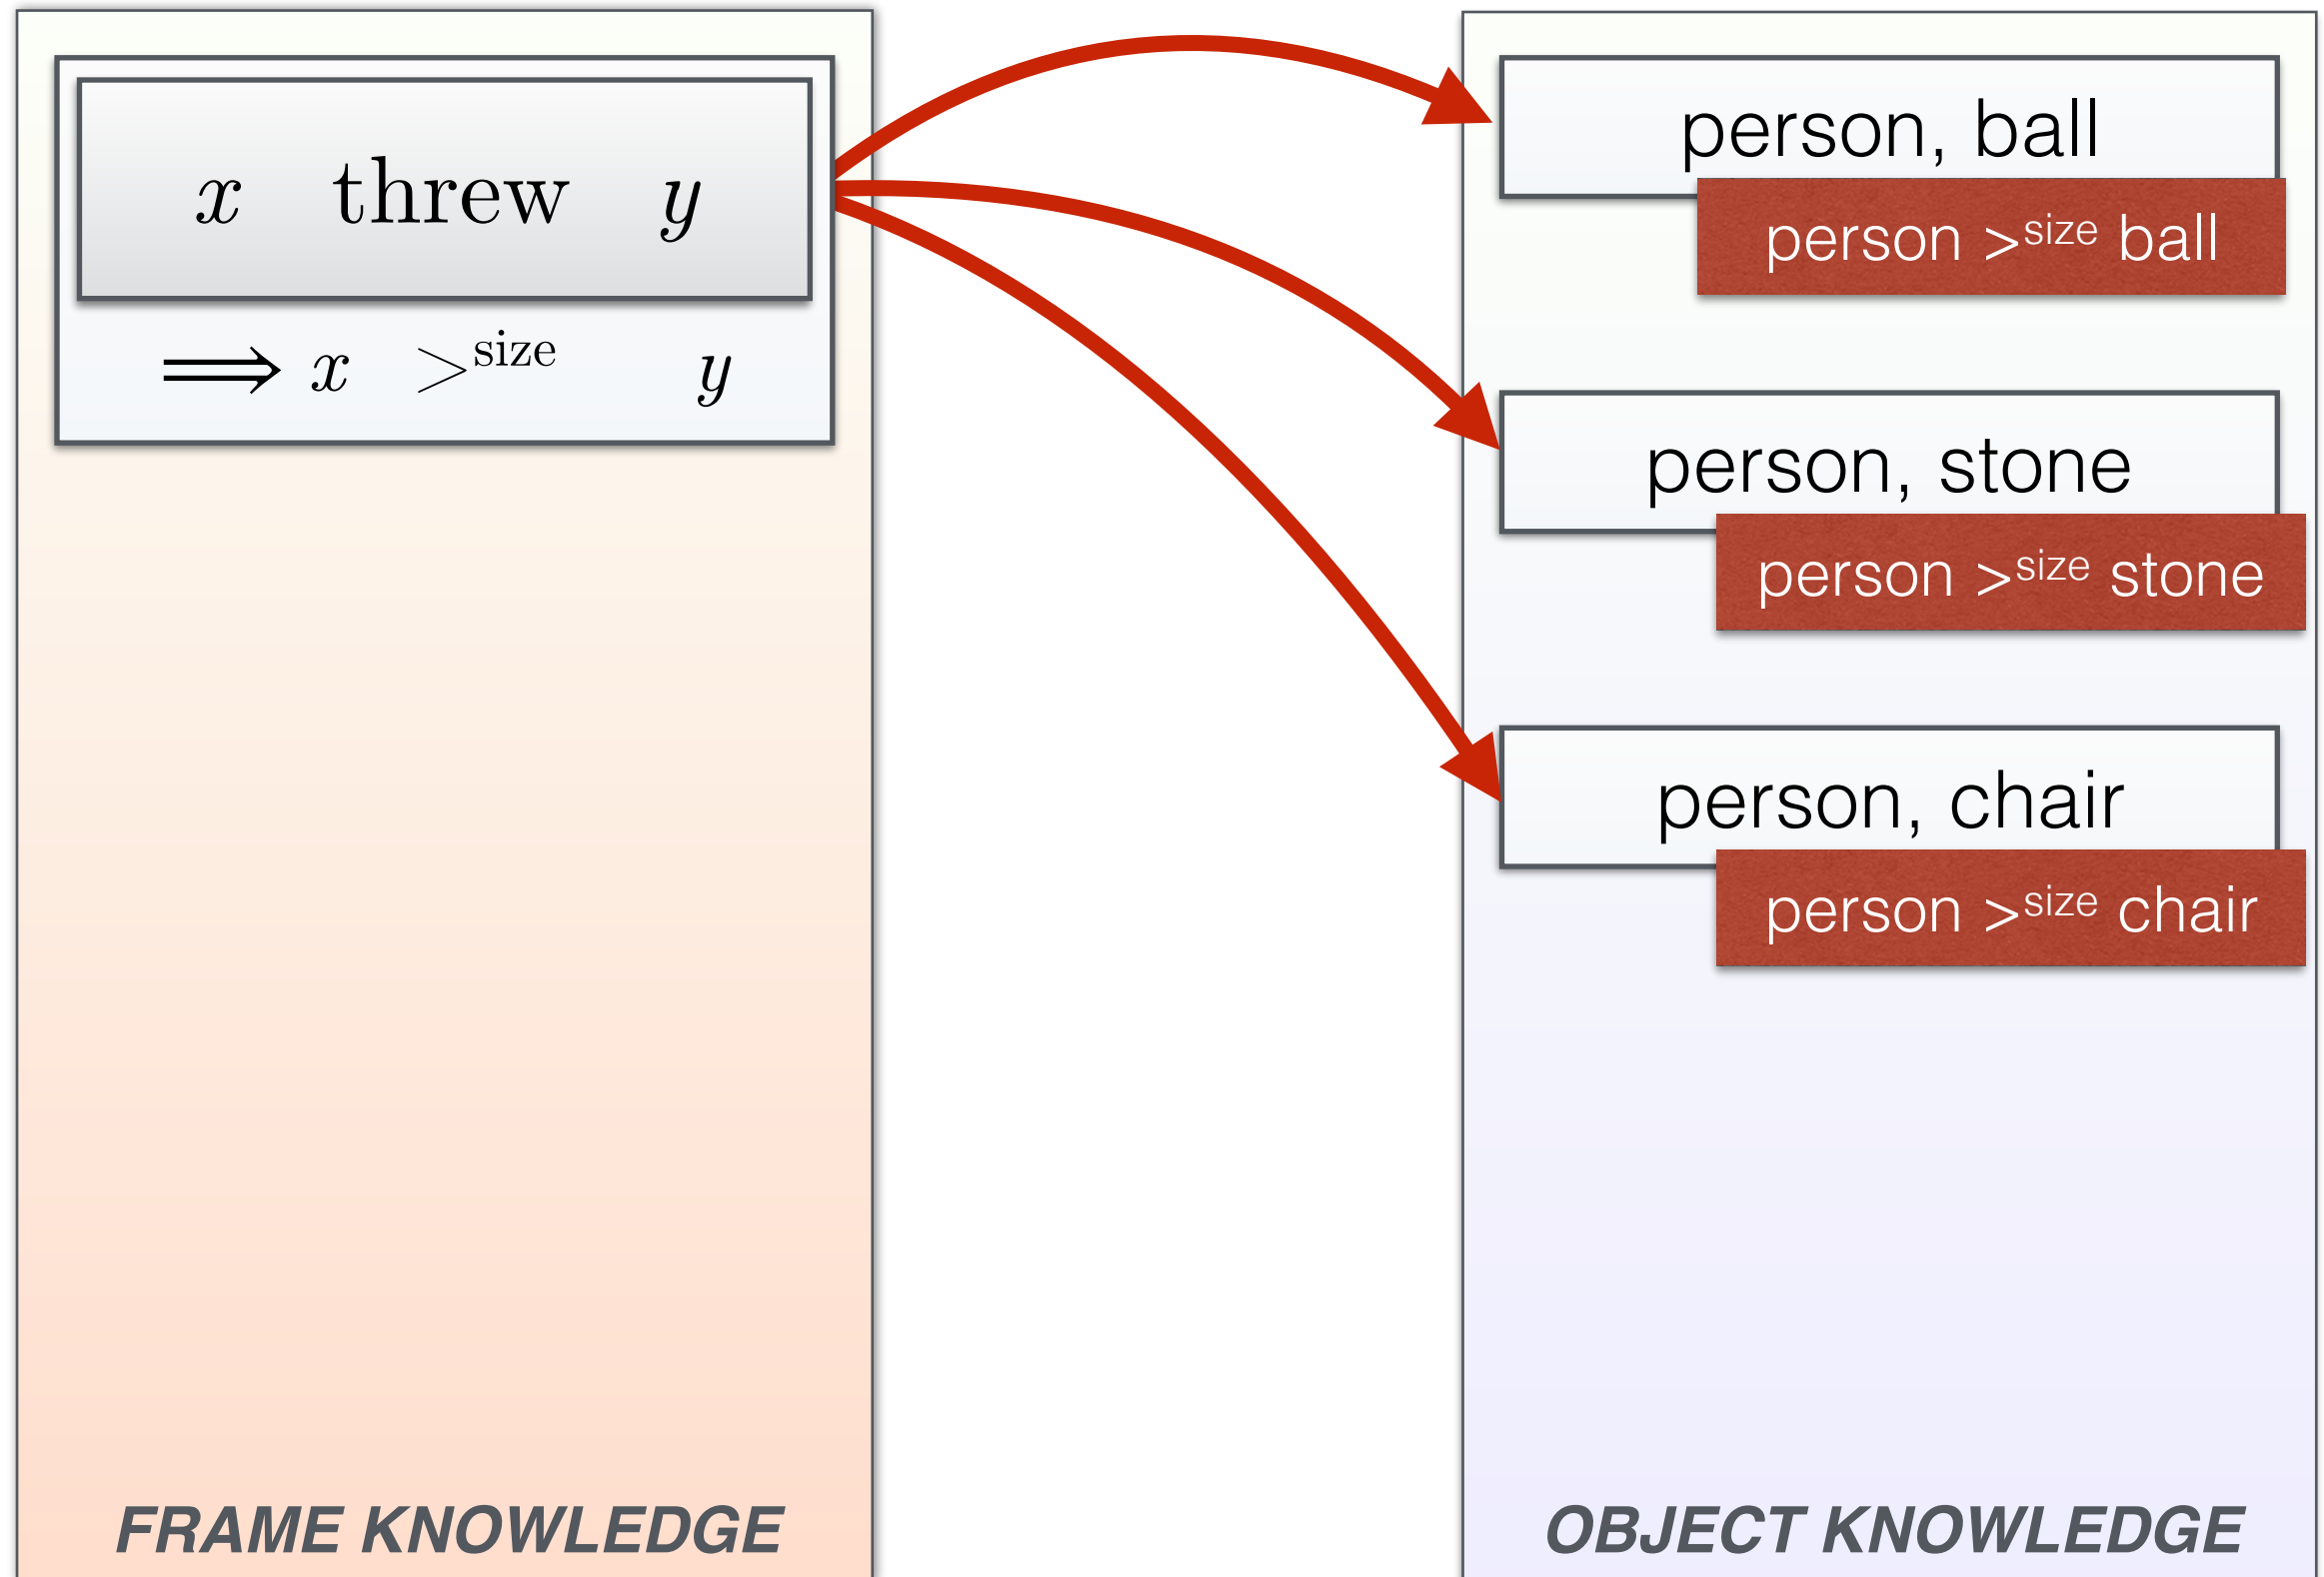 x threw y
⟹ x >^size y
FRAME KNOWLEDGE
person, ball
person >^size ball
person, stone
person >^size stone
person, chair
person >^size chair
OBJECT KNOWLEDGE